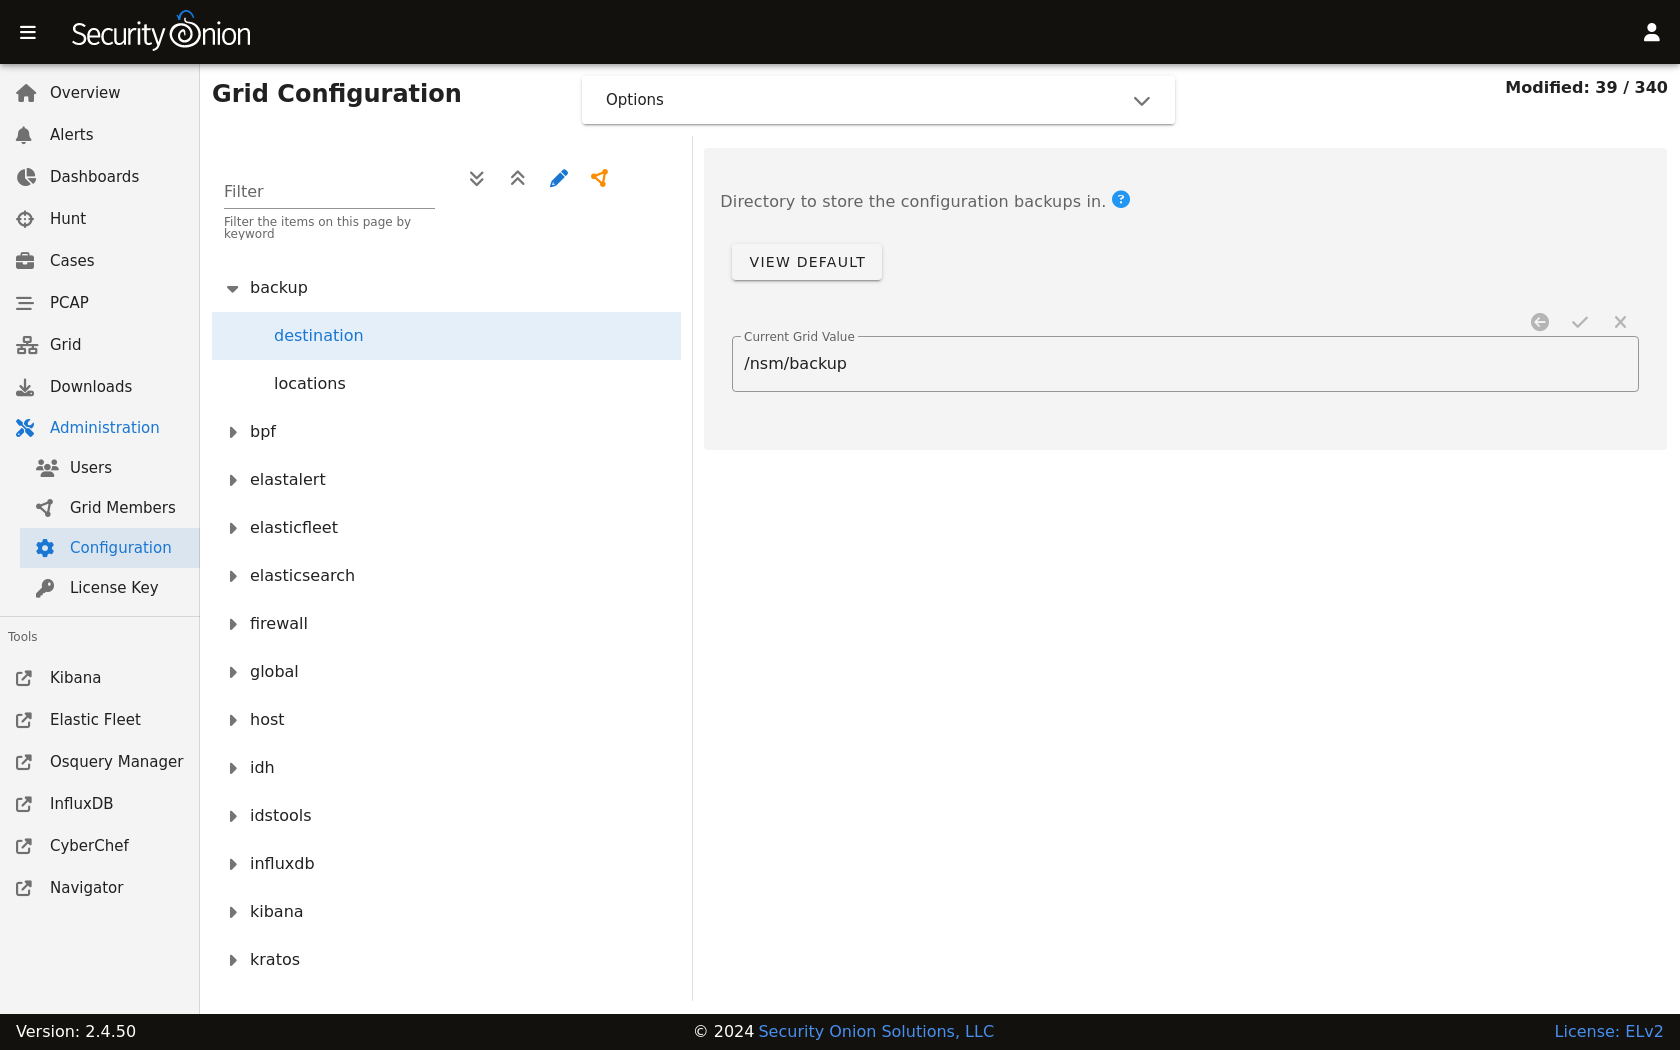 Security Onion
Overview
Alerts
Dashboards
Hunt
Cases
PCAP
Grid
Downloads
Administration
Users
Grid Members
Configuration
License Key
Tools
Kibana
Elastic Fleet
Osquery Manager
InfluxDB
CyberChef
Navigator
Grid Configuration
Options
Modified: 39 / 340
Filter
Filter the items on this page by
keyword
backup
destination
locations
bpf
elastalert
elasticfleet
elasticsearch
firewall
global
host
idh
idstools
influxdb
kibana
kratos
Directory to store the configuration backups in. ?
VIEW DEFAULT
Current Grid Value
/nsm/backup
Version: 2.4.50
© 2024 Security Onion Solutions, LLC
License: ELv2